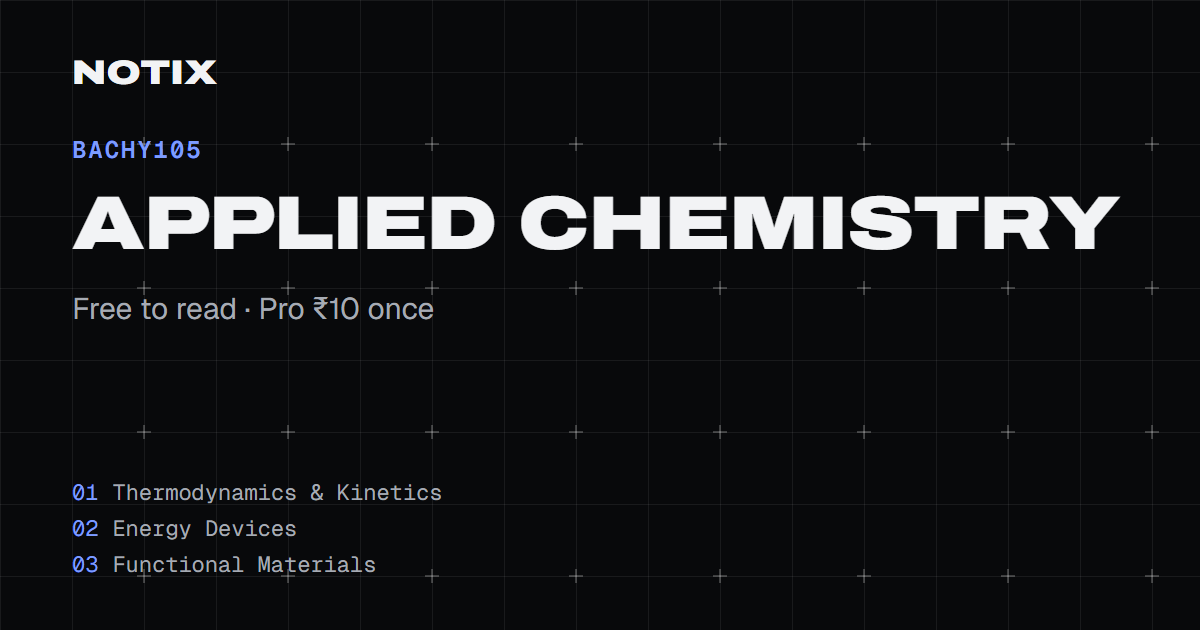 NOTIX
BACHY105
APPLIED CHEMISTRY
Free to read · Pro ₹10 once
01 Thermodynamics & Kinetics
02 Energy Devices
03 Functional Materials